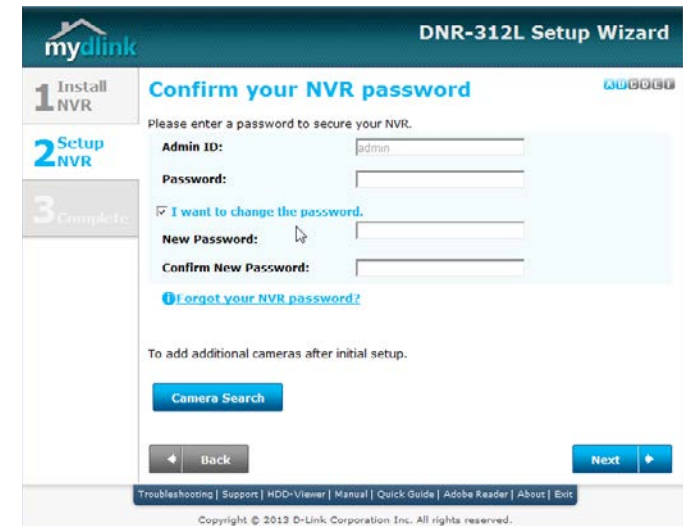 mydlink
DNR-312L Setup Wizard
1 Install NVR
2 Setup NVR
3 Complete
Confirm your NVR password
Please enter a password to secure your NVR.
Admin ID: admin
Password:
I want to change the password.
New Password:
Confirm New Password:
Forgot your NVR password?
To add additional cameras after initial setup.
Camera Search
Back
Next
Troubleshooting | Support | HDD-Viewer | Manual | Quick Guide | Adobe Reader | About | Exit
Copyright © 2013 D-Link Corporation Inc. All rights reserved.